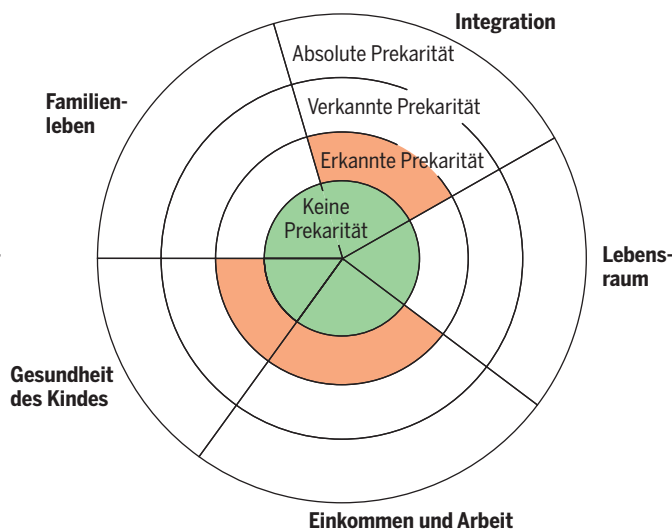 Integration
Absolute Prekarität
Verkannte Prekarität
Erkannte Prekarität
Keine
Prekarität
Familien-
leben
Lebens-
raum
Gesundheit
des Kindes
Einkommen und Arbeit